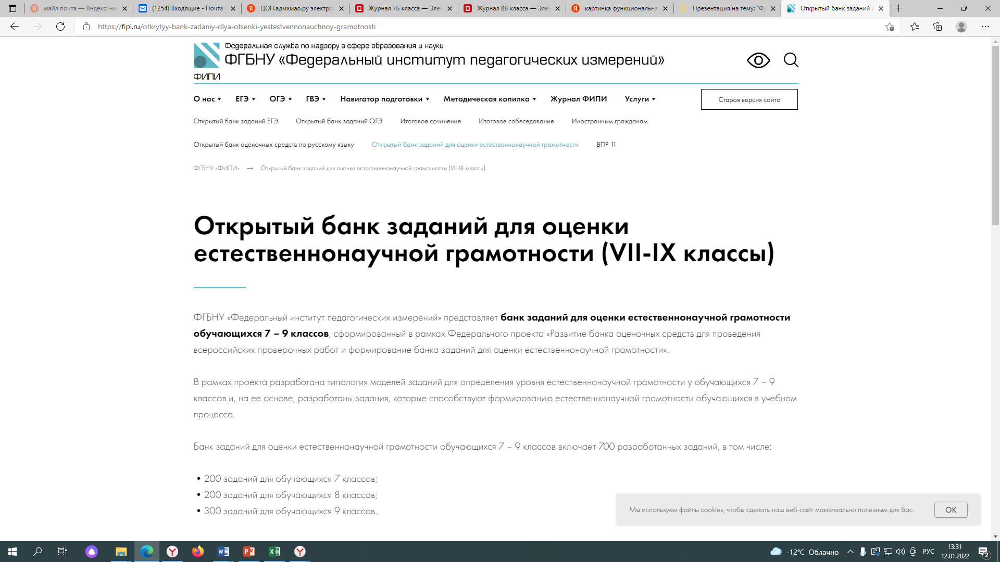 майл почта — Яндекс: на
(1254) Входящие - Почта
ЦОП.адмхмао.ру электро
Журнал 7Б класса — Эле
Журнал 8В класса — Эле
картинка функциональна
Презентация на тему: "Фу
Открытый банк заданий д
https://fipi.ru/otkrytyy-bank-zadaniy-dlya-otsenki-yestestvennonauchnoy-gramotnosti
Федеральная служба по надзору в сфере образования и науки
ФГБНУ «Федеральный институт педагогических измерений»
ФИПИ
О нас ЕГЭ ОГЭ ГВЭ Навигатор подготовки Методическая копилка Журнал ФИПИ Услуги Старая версия сайта
Открытый банк заданий ЕГЭ Открытый банк заданий ОГЭ Итоговое сочинение Итоговое собеседование Иностранным гражданам
Открытый банк оценочных средств по русскому языку Открытый банк заданий для оценки естественнонаучной грамотности ВПР 11
ФГБНУ «ФИПИ» → Открытый банк заданий для оценки естественнонаучной грамотности (VII-IX классы)
Открытый банк заданий для оценки
естественнонаучной грамотности (VII-IX классы)
ФГБНУ «Федеральный институт педагогических измерений» представляет банк заданий для оценки естественнонаучной грамотности
обучающихся 7 – 9 классов, сформированный в рамках Федерального проекта «Развитие банка оценочных средств для проведения
всероссийских проверочных работ и формирование банка заданий для оценки естественнонаучной грамотности».
В рамках проекта разработана типология моделей заданий для определения уровня естественнонаучной грамотности у обучающихся 7 – 9
классов и, на ее основе, разработаны задания, которые способствуют формированию естественнонаучной грамотности обучающихся в учебном
процессе.
Банк заданий для оценки естественнонаучной грамотности обучающихся 7 – 9 классов включает 700 разработанных заданий, в том числе:
• 200 заданий для обучающихся 7 классов;
• 200 заданий для обучающихся 8 классов;
• 300 заданий для обучающихся 9 классов.
Мы используем файлы cookies, чтобы сделать наш веб-сайт максимально полезным для Вас. OK
-12°C Облачно РУС 13:31
12.01.2022
2